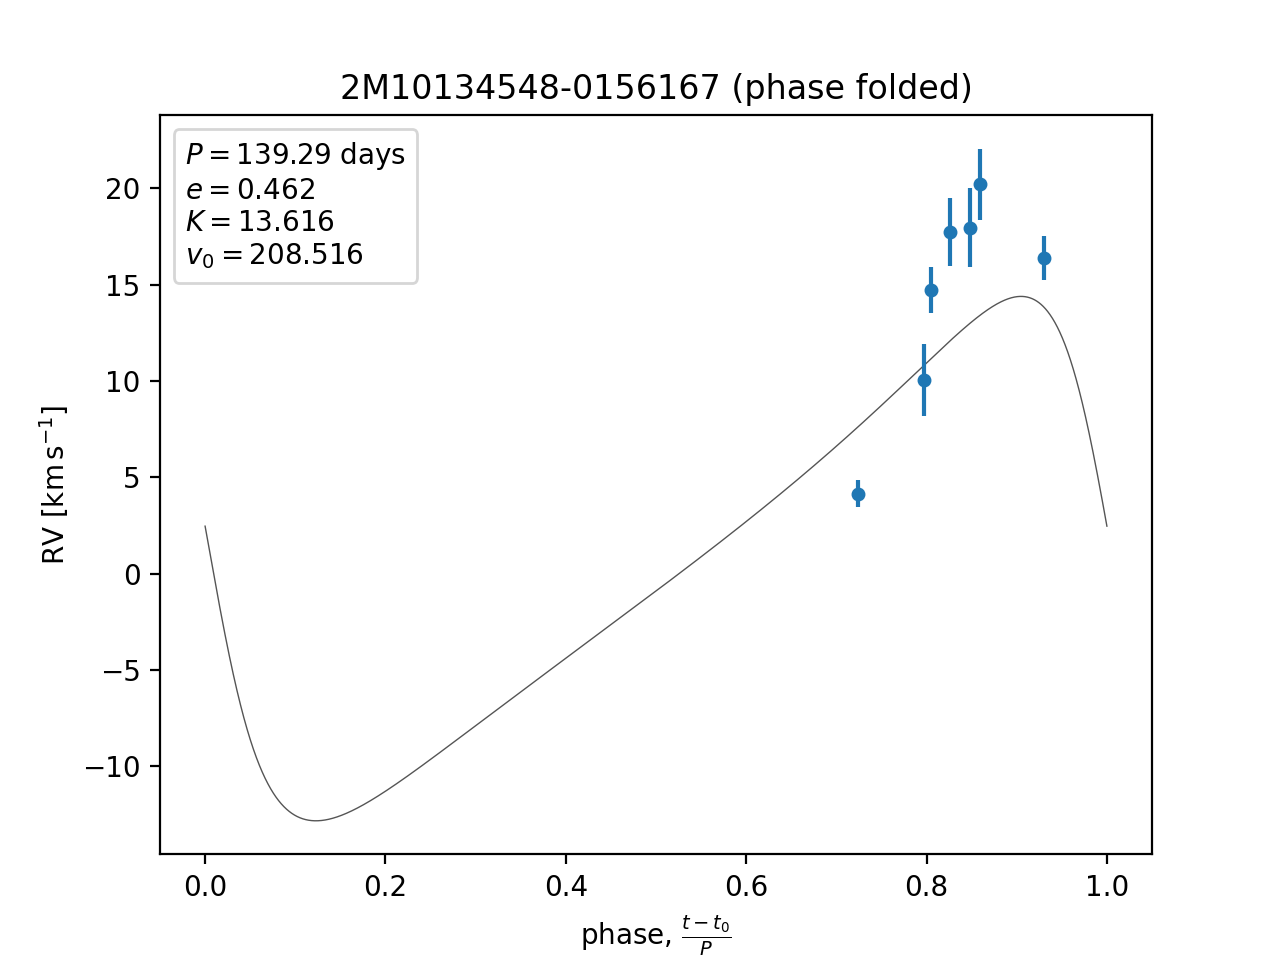 2M10134548-0156167 (phase folded)
P = 139.29 days
e = 0.462
K = 13.616
v₀ = 208.516
20
15
10
5
0
−5
−10
RV [km s⁻¹]
0.0 0.2 0.4 0.6 0.8 1.0
phase, (t − t₀)/P